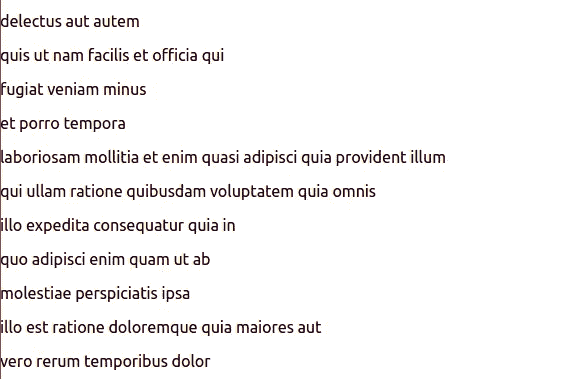 delectus aut autem
quis ut nam facilis et officia qui
fugiat veniam minus
et porro tempora
laboriosam mollitia et enim quasi adipisci quia provident illum
qui ullam ratione quibusdam voluptatem quia omnis
illo expedita consequatur quia in
quo adipisci enim quam ut ab
molestiae perspiciatis ipsa
illo est ratione doloremque quia maiores aut
vero rerum temporibus dolor